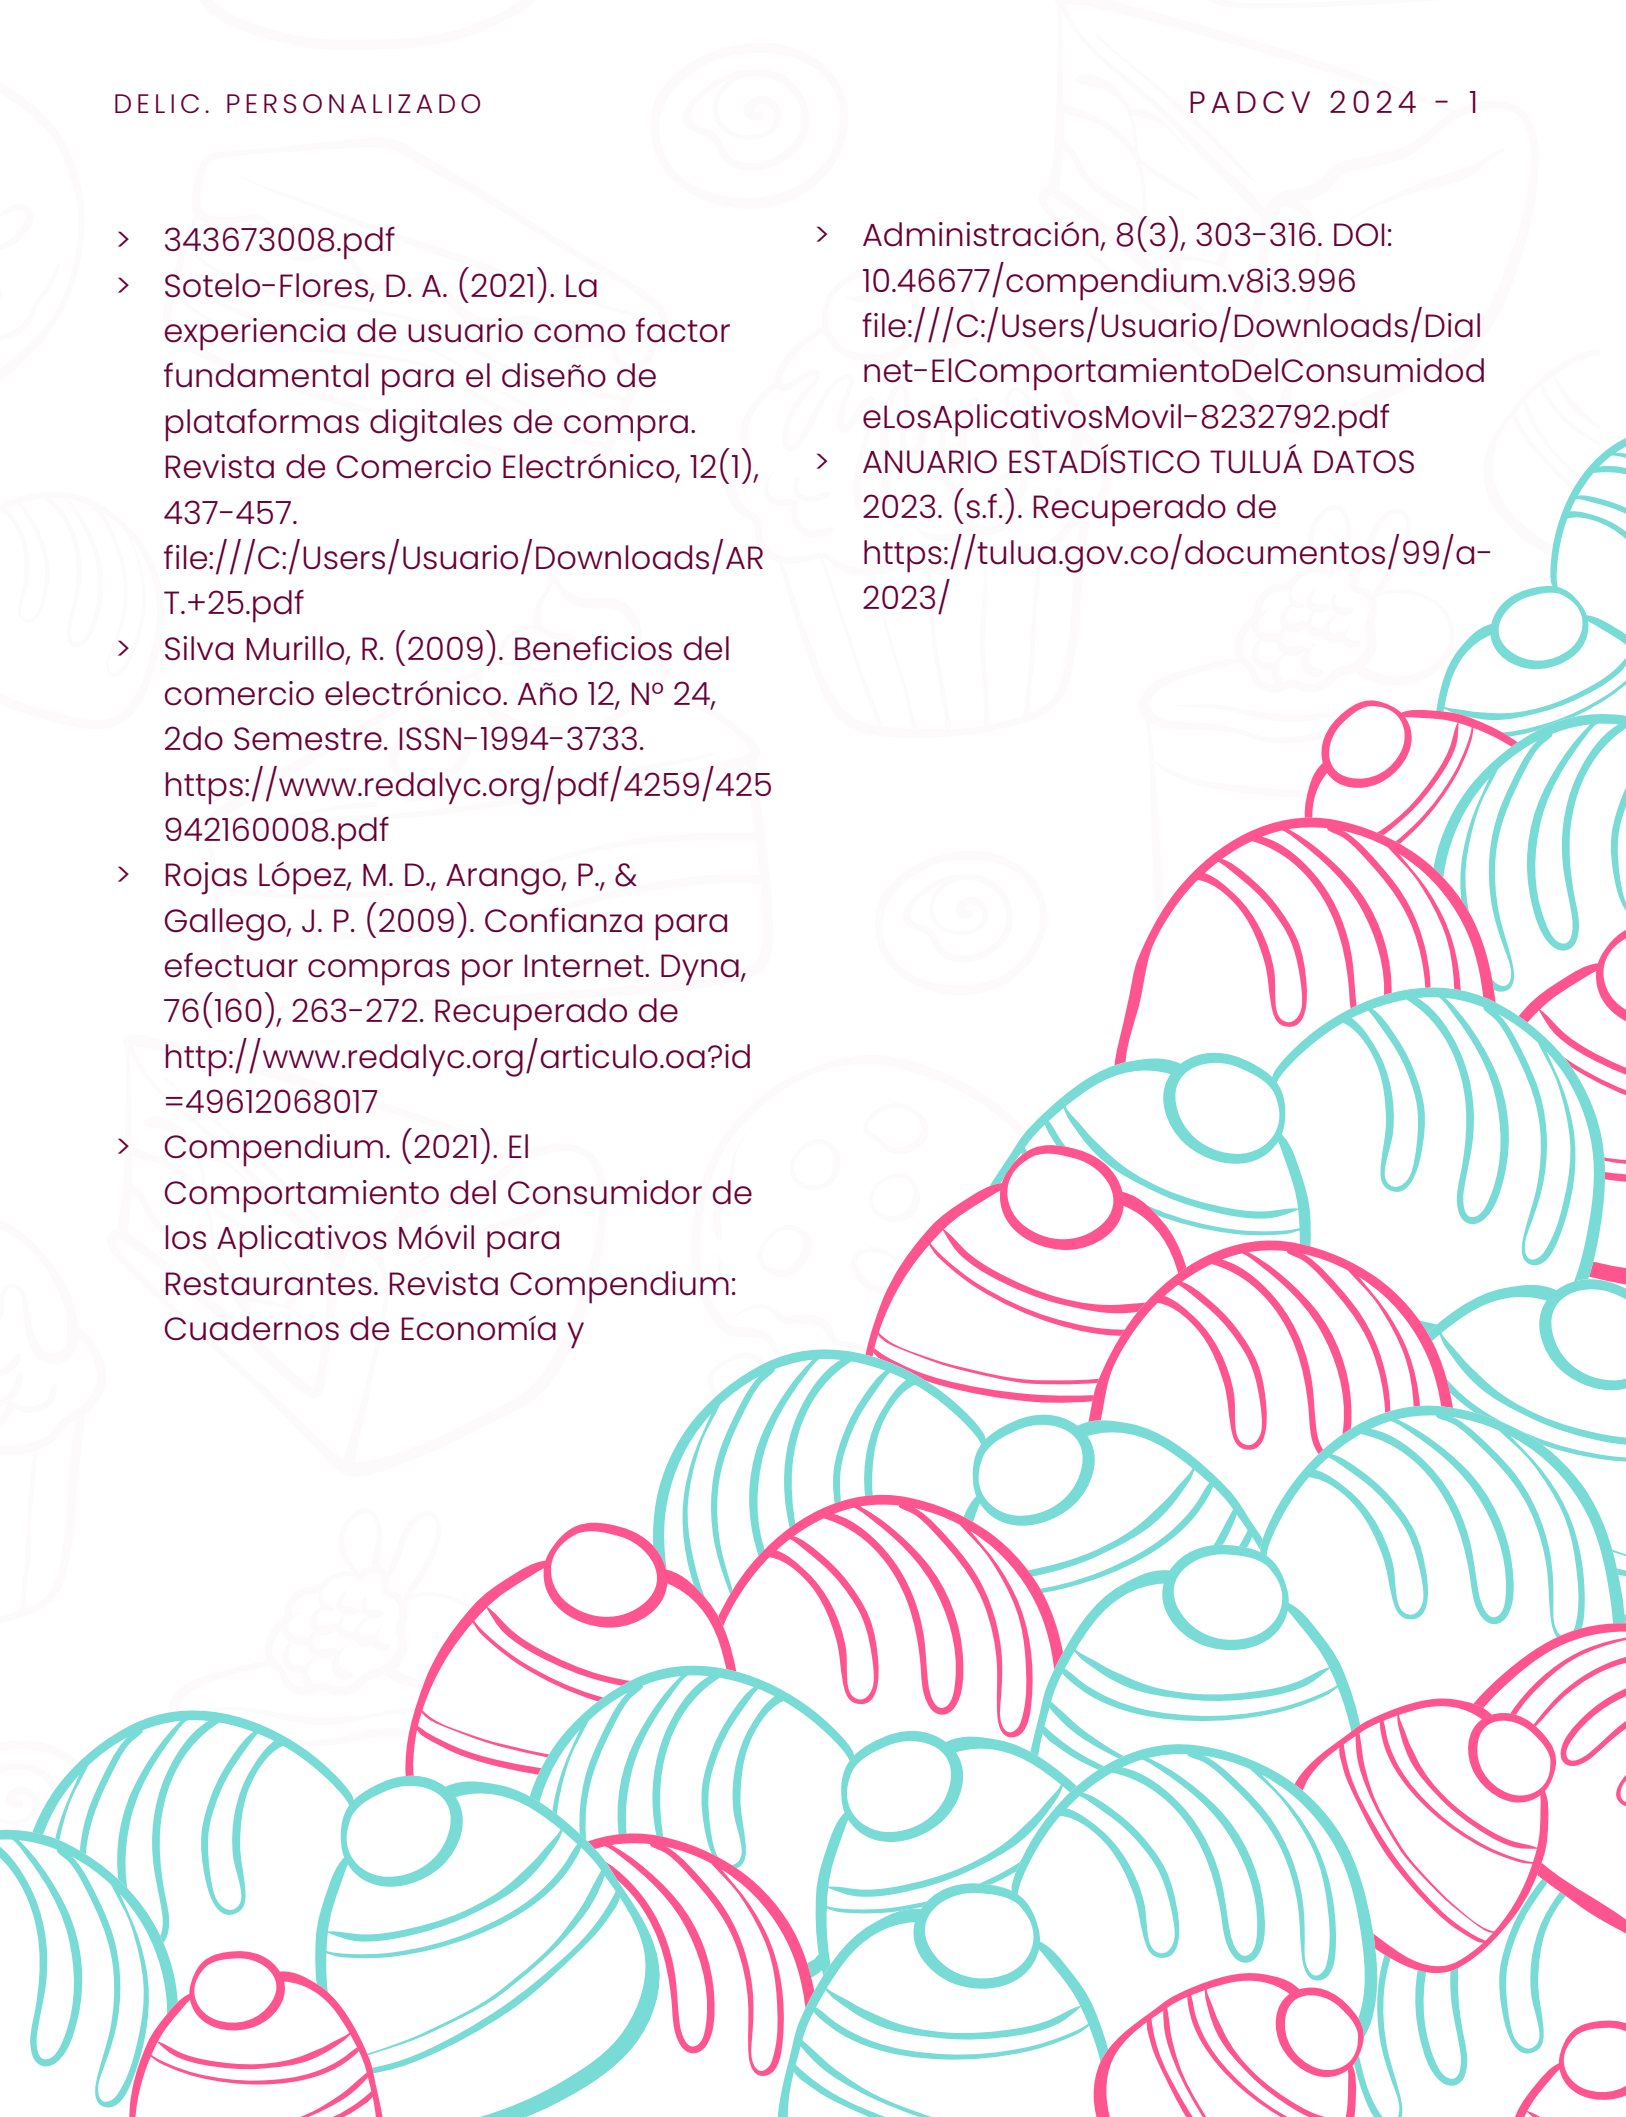 DELIC. PERSONALIZADO
PADCV 2024 - 1
> 343673008.pdf
> Sotelo-Flores, D. A. (2021). La
experiencia de usuario como factor
fundamental para el diseño de
plataformas digitales de compra.
Revista de Comercio Electrónico, 12(1),
437-457.
file:///C:/Users/Usuario/Downloads/AR
T.+25.pdf
> Silva Murillo, R. (2009). Beneficios del
comercio electrónico. Año 12, Nº 24,
2do Semestre. ISSN-1994-3733.
https://www.redalyc.org/pdf/4259/425
942160008.pdf
> Rojas López, M. D., Arango, P., &
Gallego, J. P. (2009). Confianza para
efectuar compras por Internet. Dyna,
76(160), 263-272. Recuperado de
http://www.redalyc.org/articulo.oa?id
=49612068017
> Compendium. (2021). El
Comportamiento del Consumidor de
los Aplicativos Móvil para
Restaurantes. Revista Compendium:
Cuadernos de Economía y
> Administración, 8(3), 303-316. DOI:
10.46677/compendium.v8i3.996
file:///C:/Users/Usuario/Downloads/Dial
net-ElComportamientoDelConsumidod
eLosAplicativosMovil-8232792.pdf
> ANUARIO ESTADÍSTICO TULUÁ DATOS
2023. (s.f.). Recuperado de
https://tulua.gov.co/documentos/99/a-
2023/